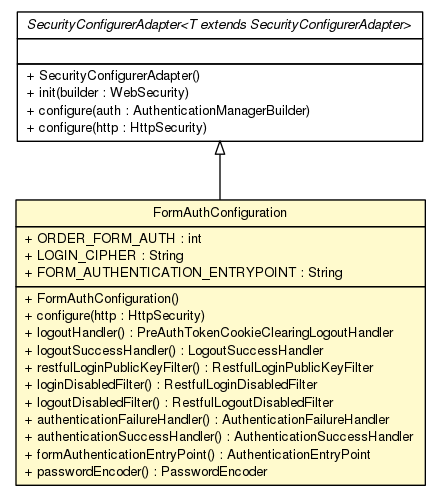 SecurityConfigurerAdapter<T extends SecurityConfigurerAdapter>
+ SecurityConfigurerAdapter()
+ init(builder : WebSecurity)
+ configure(auth : AuthenticationManagerBuilder)
+ configure(http : HttpSecurity)
FormAuthConfiguration
+ ORDER_FORM_AUTH : int
+ LOGIN_CIPHER : String
+ FORM_AUTHENTICATION_ENTRYPOINT : String
+ FormAuthConfiguration()
+ configure(http : HttpSecurity)
+ logoutHandler() : PreAuthTokenCookieClearingLogoutHandler
+ logoutSuccessHandler() : LogoutSuccessHandler
+ restfulLoginPublicKeyFilter() : RestfulLoginPublicKeyFilter
+ loginDisabledFilter() : RestfulLoginDisabledFilter
+ logoutDisabledFilter() : RestfulLogoutDisabledFilter
+ authenticationFailureHandler() : AuthenticationFailureHandler
+ authenticationSuccessHandler() : AuthenticationSuccessHandler
+ formAuthenticationEntryPoint() : AuthenticationEntryPoint
+ passwordEncoder() : PasswordEncoder